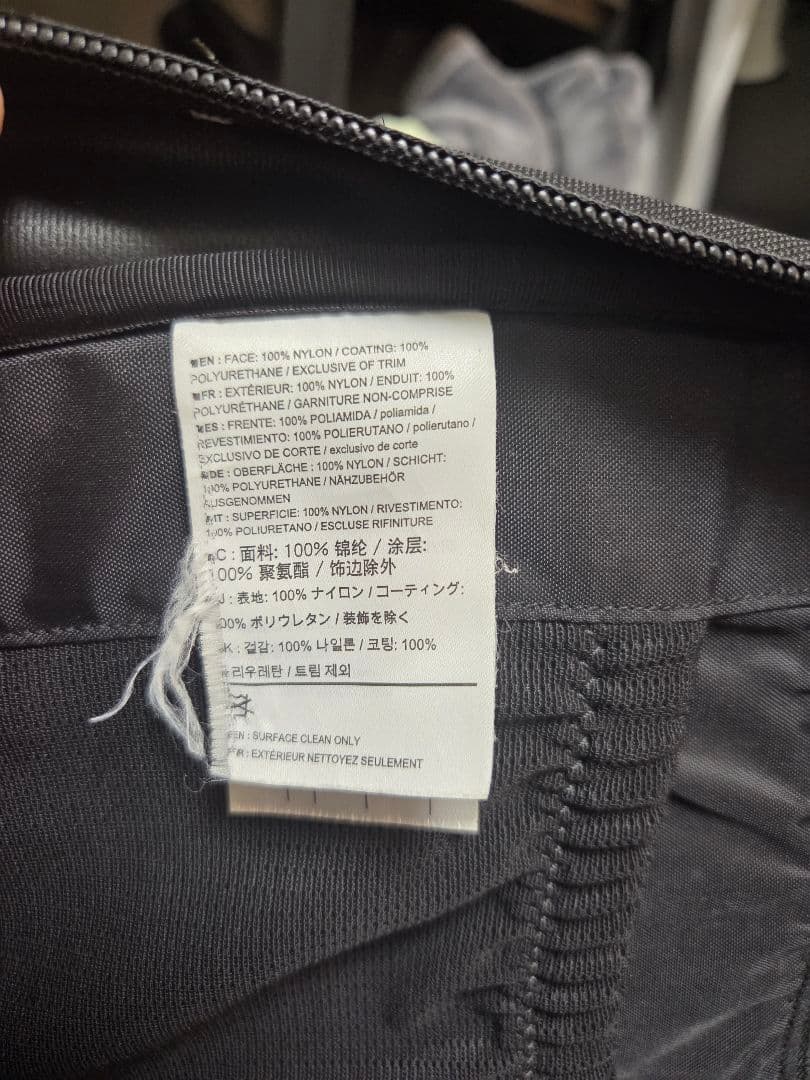 EN : FACE: 100% NYLON / COATING: 100%
POLYURETHANE / EXCLUSIVE OF TRIM
FR : EXTÉRIEUR: 100% NYLON / ENDUIT: 100%
POLYURÉTHANE / GARNITURE NON-COMPRISE
ES : FRENTE: 100% POLIAMIDA / poliamida /
REVESTIMIENTO: 100% POLIERUTANO / polierutano /
EXCLUSIVO DE CORTE / exclusivo de corte
DE : OBERFLÄCHE : 100% NYLON / SCHICHT:
100% POLYURETHANE / NÄHZUBEHÖR
AUSGENOMMEN
IT : SUPERFICIE: 100% NYLON / RIVESTIMENTO:
100% POLIURETANO / ESCLUSE RIFINITURE
C : 面料: 100% 锦纶 / 涂层:
00% 聚氨酯 / 饰边除外
J : 表地: 100% ナイロン / コーティング:
00% ポリウレタン / 装飾を除く
K : 겉감: 100% 나일론 / 코팅: 100%
리우레탄 / 트림 제외
EN : SURFACE CLEAN ONLY
FR : EXTÉRIEUR NETTOYEZ SEULEMENT